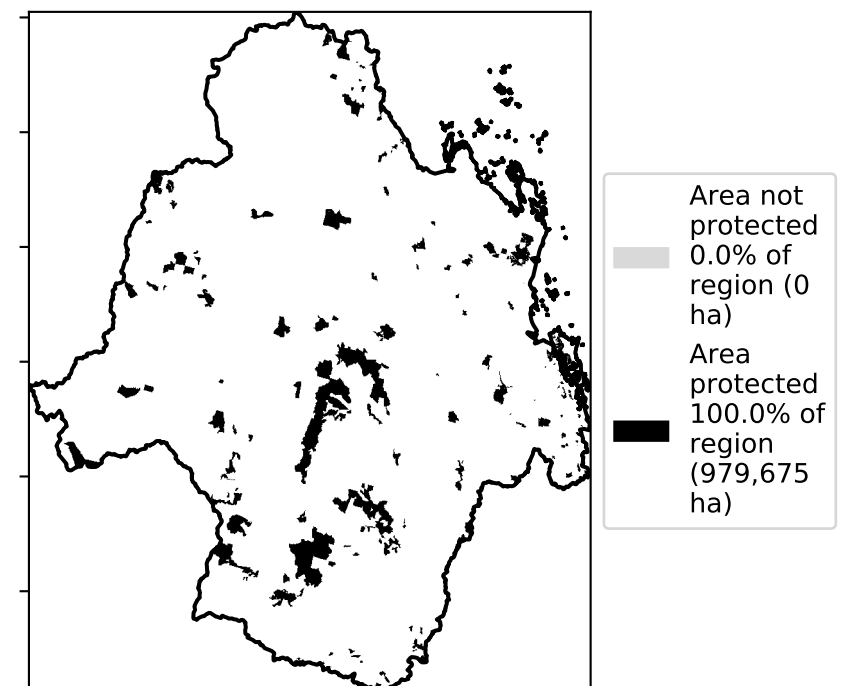 Area not
protected
0.0% of
region (0
ha)
Area
protected
100.0% of
region
(979,675
ha)